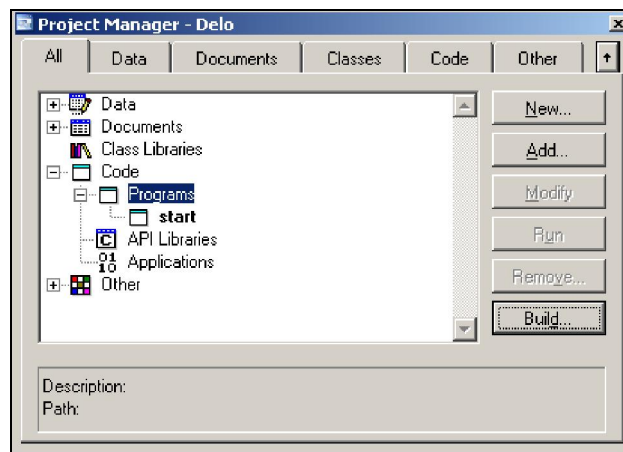 Project Manager - Delo
All Data Documents Classes Code Other
Data
Documents
Class Libraries
Code
Programs
start
API Libraries
Applications
Other
New...
Add...
Modify
Run
Remove...
Build...
Description:
Path: